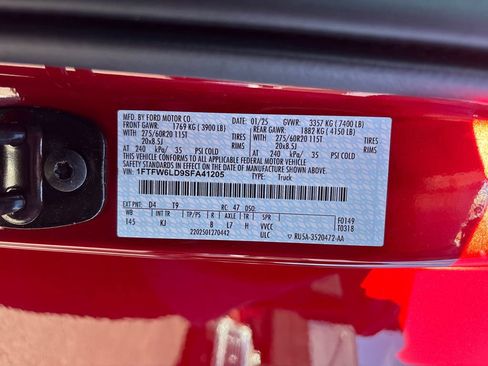 MFD. BY FORD MOTOR CO. DATE: 01/25 GVWR: 3357 KG ( 7400 LB)
FRONT GAWR: 1769 KG ( 3900 LB) REAR GAWR: 1882 KG ( 4150 LB)
WITH 275/60R20 115T TIRES WITH 275/60R20 115T TIRES
20x8.5J RIMS 20x8.5J RIMS
AT 240 kPa/ 35 PSI COLD AT 240 kPa/ 35 PSI COLD
THIS VEHICLE CONFORMS TO ALL APPLICABLE FEDERAL MOTOR VEHICLE
SAFETY STANDARDS IN EFFECT ON THE DATE OF MANUFACTURE SHOWN ABOVE.
VIN: 1FTFW6LD9SFA41205 TYPE: Truck
EXT PNT: D4 T9 RC: 47 DSO:
WB INT TR TP/PS R AXLE TR SPR F0149
145 KJ B L7 H VVCC T0318
2202501270442 ULC RU5A-3520472-AA